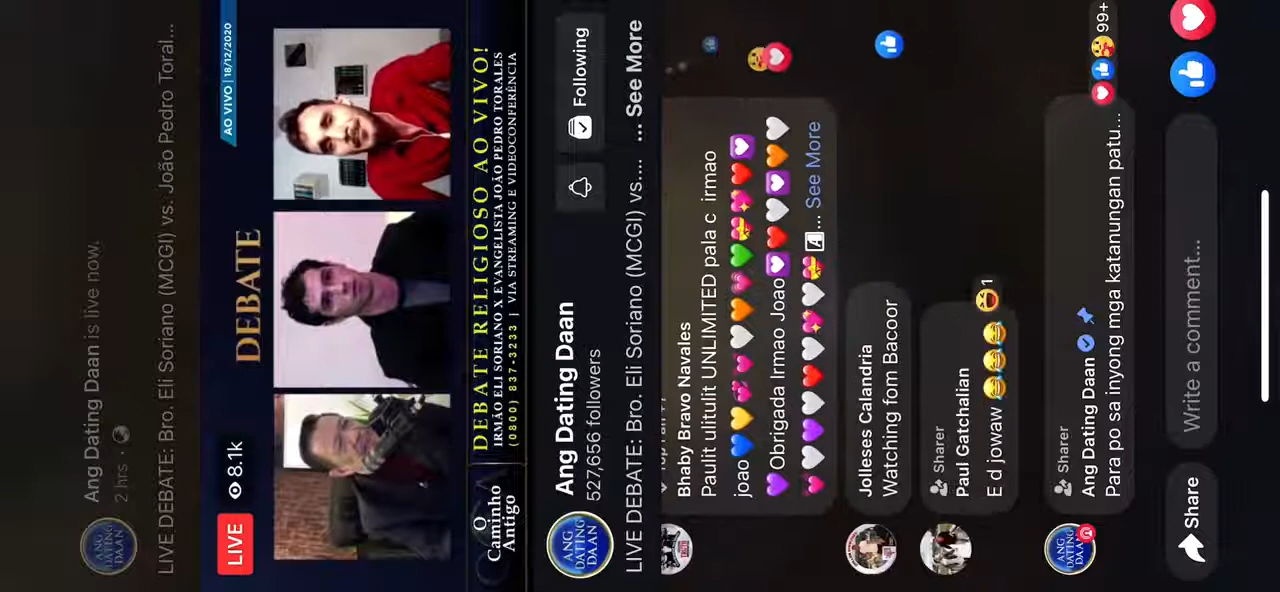 Ang Dating Daan is live now.
2 hrs ·
LIVE DEBATE: Bro. Eli Soriano (MCGI) vs. João Pedro Toral...
LIVE
8.1k
DEBATE
AO VIVO | 18/12/2020
O
Caminho
Antigo
DEBATE RELIGIOSO AO VIVO!
IRMÃO ELI SORIANO X EVANGELISTA JOÃO PEDRO TORALES
(0800) 837-3233 | VIA STREAMING E VIDEOCONFERÊNCIA
ANG
DATING
DAAN
Ang Dating Daan
527,656 followers
Following
LIVE DEBATE: Bro. Eli Soriano (MCGI) vs.... ... See More
Bhaby Bravo Navales
Paulit ulitulit UNLIMITED pala c irmao
joao💙💛💞💓🤍🧡💗💚💝💖❤️💟
💜Obrigada Irmao Joao💟❤️🤍💟🧡🤍
💘🤍💜🤍❤️🤍💖🤍💝🄰... See More
Jolleses Calandria
Watching fom Bacoor
Sharer
Paul Gatchalian
E d jowaw 😂😂😂
1
Sharer
Ang Dating Daan
Para po sa inyong mga katanungan patu...
99+
Share
Write a comment...